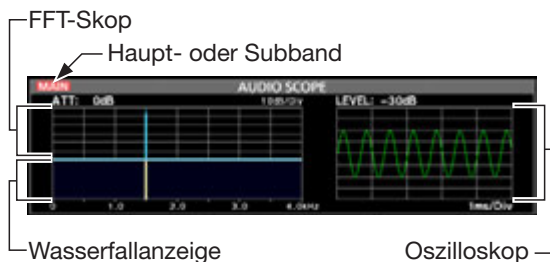 FFT-Skop
Haupt- oder Subband
MAIN
AUDIO SCOPE
ATT: 0dB
10dB/Div
LEVEL: -30dB
0 1.0 2.0 3.0 4.0kHz
1ms/Div
Wasserfallanzeige
Oszilloskop